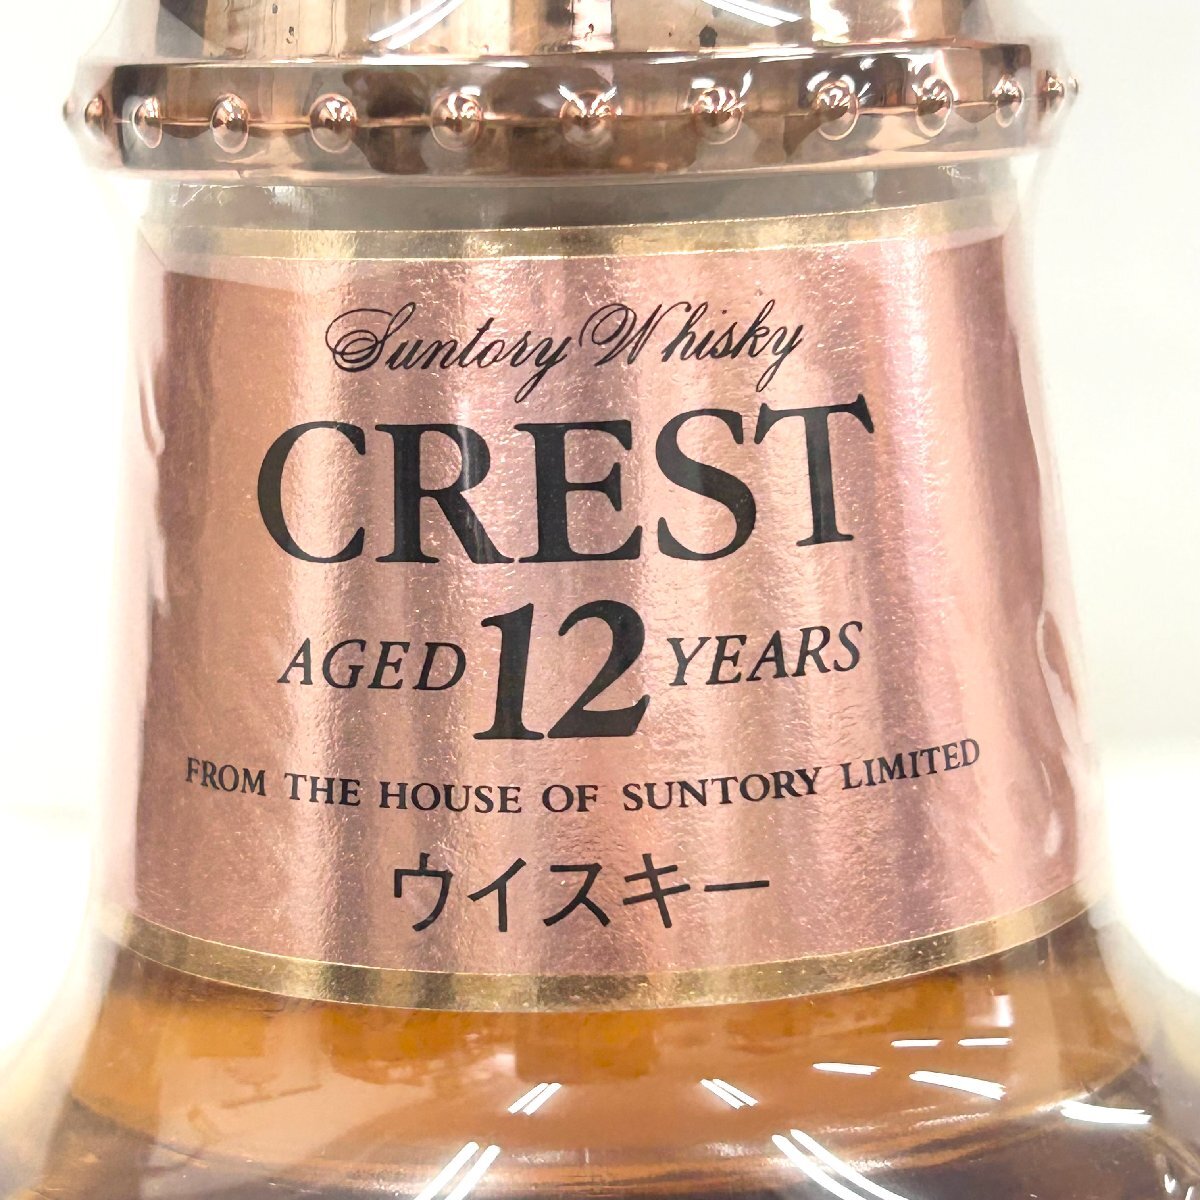 Suntory Whisky
CREST
AGED 12 YEARS
FROM THE HOUSE OF SUNTORY LIMITED
ウイスキー